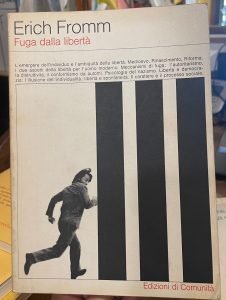 Erich Fromm
Fuga dalla libertà
L'emergere dell'individuo e l'ambiguità della libertà. Medioevo, Rinascimento, Riforma.
I due aspetti della libertà per l'uomo moderno. Meccanismi di fuga: l'autoritarismo,
la distruttività, il conformismo da automi. Psicologia del nazismo. Libertà e democra-
zia: l'illusione dell'individualità, libertà e spontaneità. Il carattere e il processo sociale.
Edizioni di Comunità